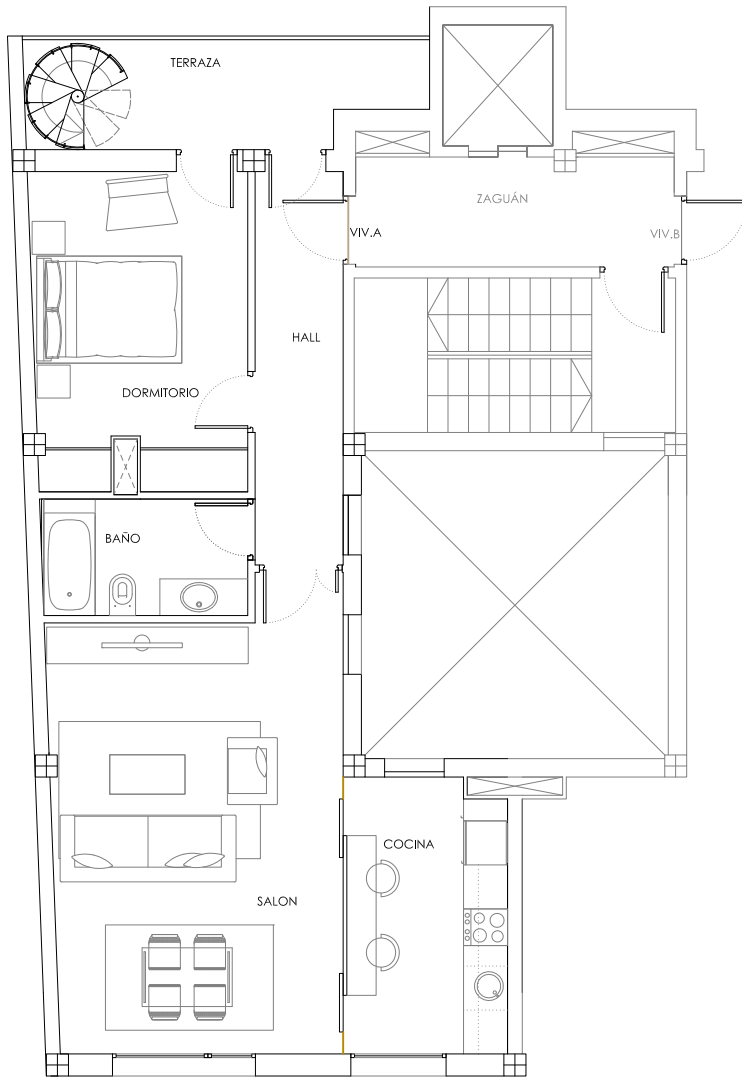 TERRAZA
ZAGUÁN
VIV.A
VIV.B
HALL
DORMITORIO
BAÑO
COCINA
SALON